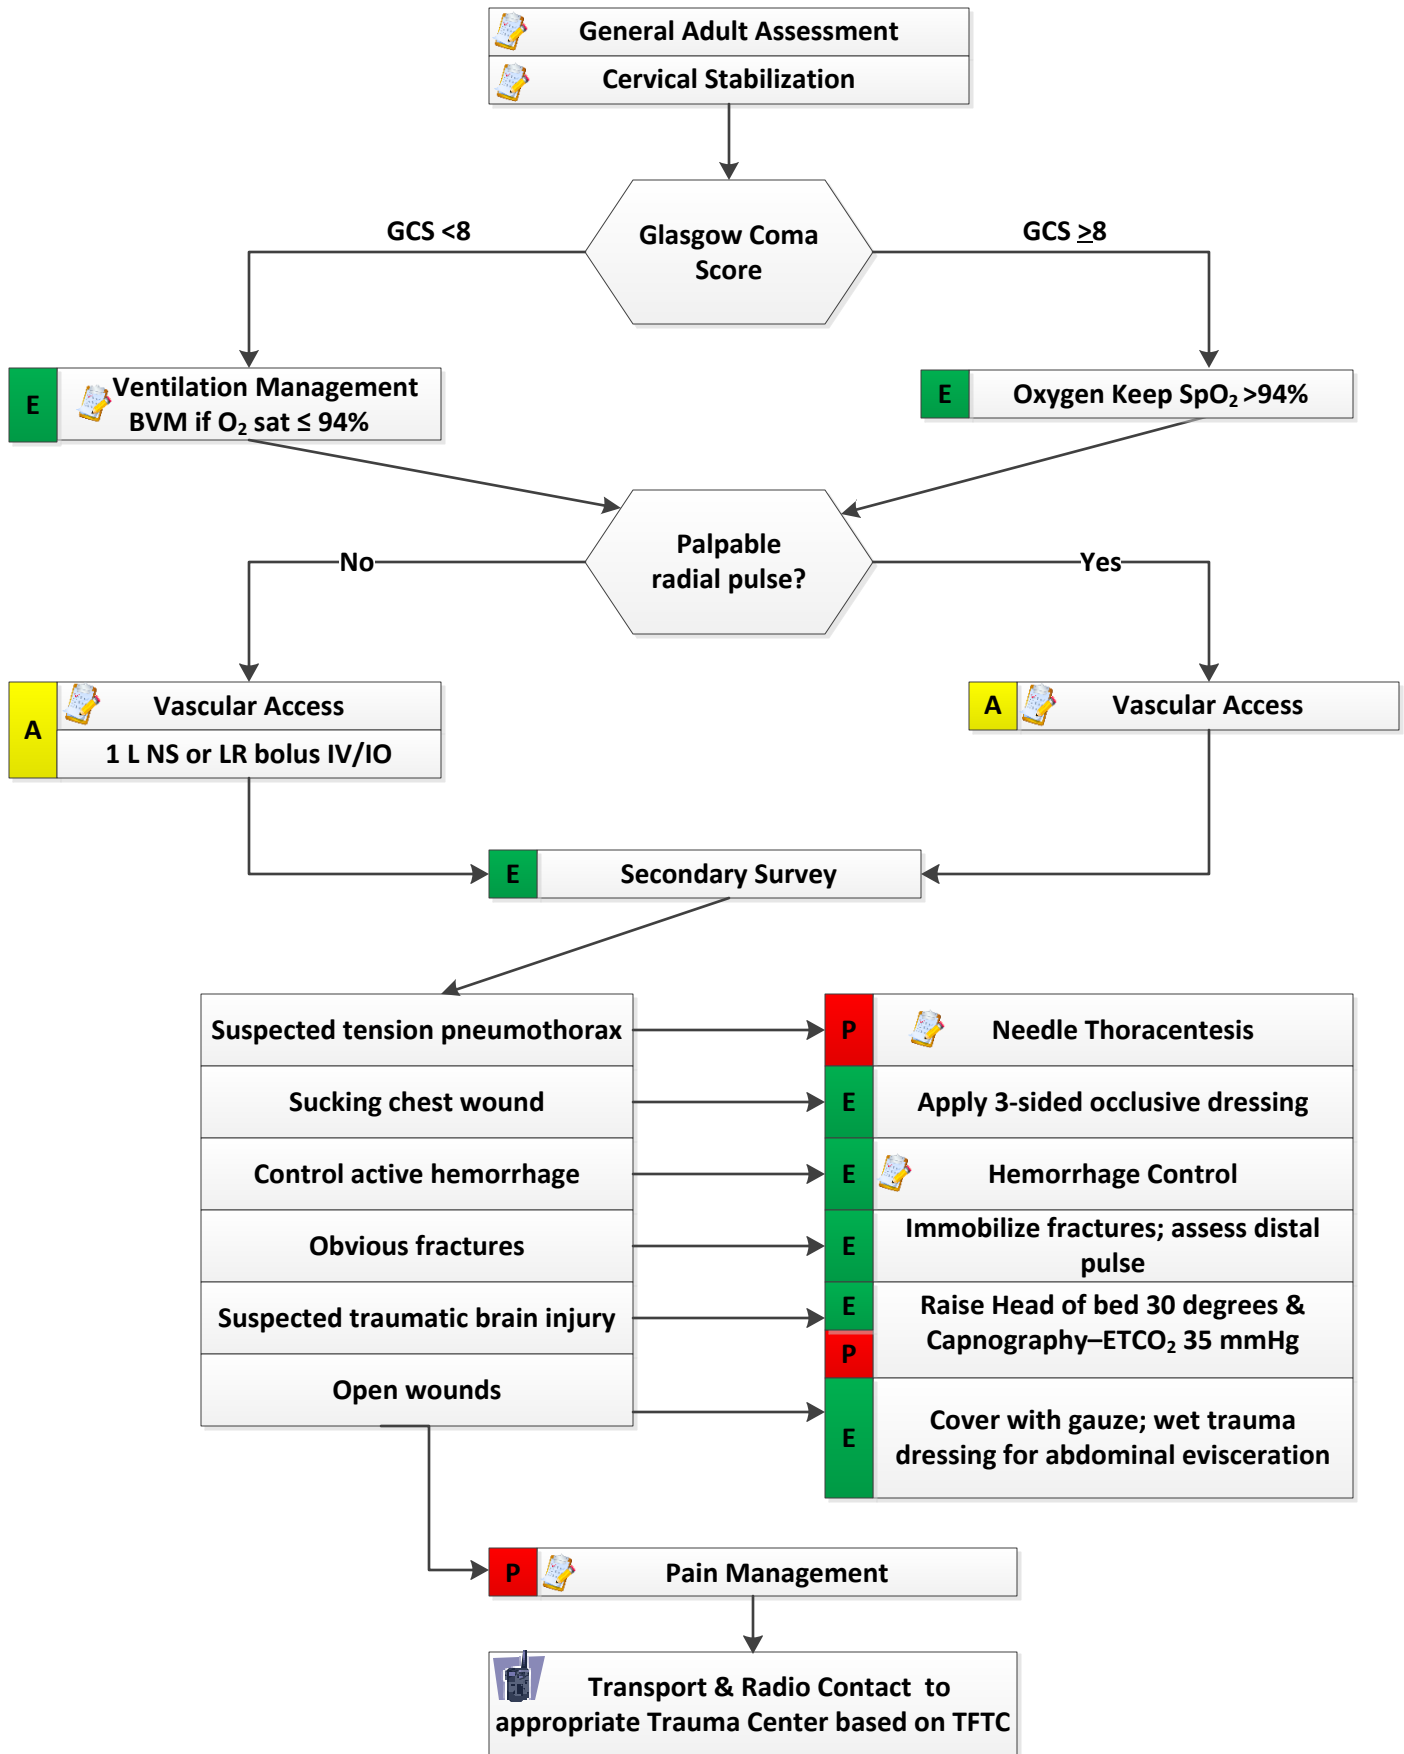 General Adult Assessment
Cervical Stabilization
GCS <8
Glasgow Coma
Score
GCS ≥8
E
Ventilation Management
BVM if O₂ sat ≤ 94%
E
Oxygen Keep SpO₂ >94%
Palpable
radial pulse?
No
Yes
A
Vascular Access
1 L NS or LR bolus IV/IO
A
Vascular Access
E
Secondary Survey
Suspected tension pneumothorax
P
Needle Thoracentesis
Sucking chest wound
E
Apply 3-sided occlusive dressing
Control active hemorrhage
E
Hemorrhage Control
Obvious fractures
E
Immobilize fractures; assess distal
pulse
Suspected traumatic brain injury
E
P
Raise Head of bed 30 degrees &
Capnography–ETCO₂ 35 mmHg
Open wounds
E
Cover with gauze; wet trauma
dressing for abdominal evisceration
P
Pain Management
Transport & Radio Contact to
appropriate Trauma Center based on TFTC